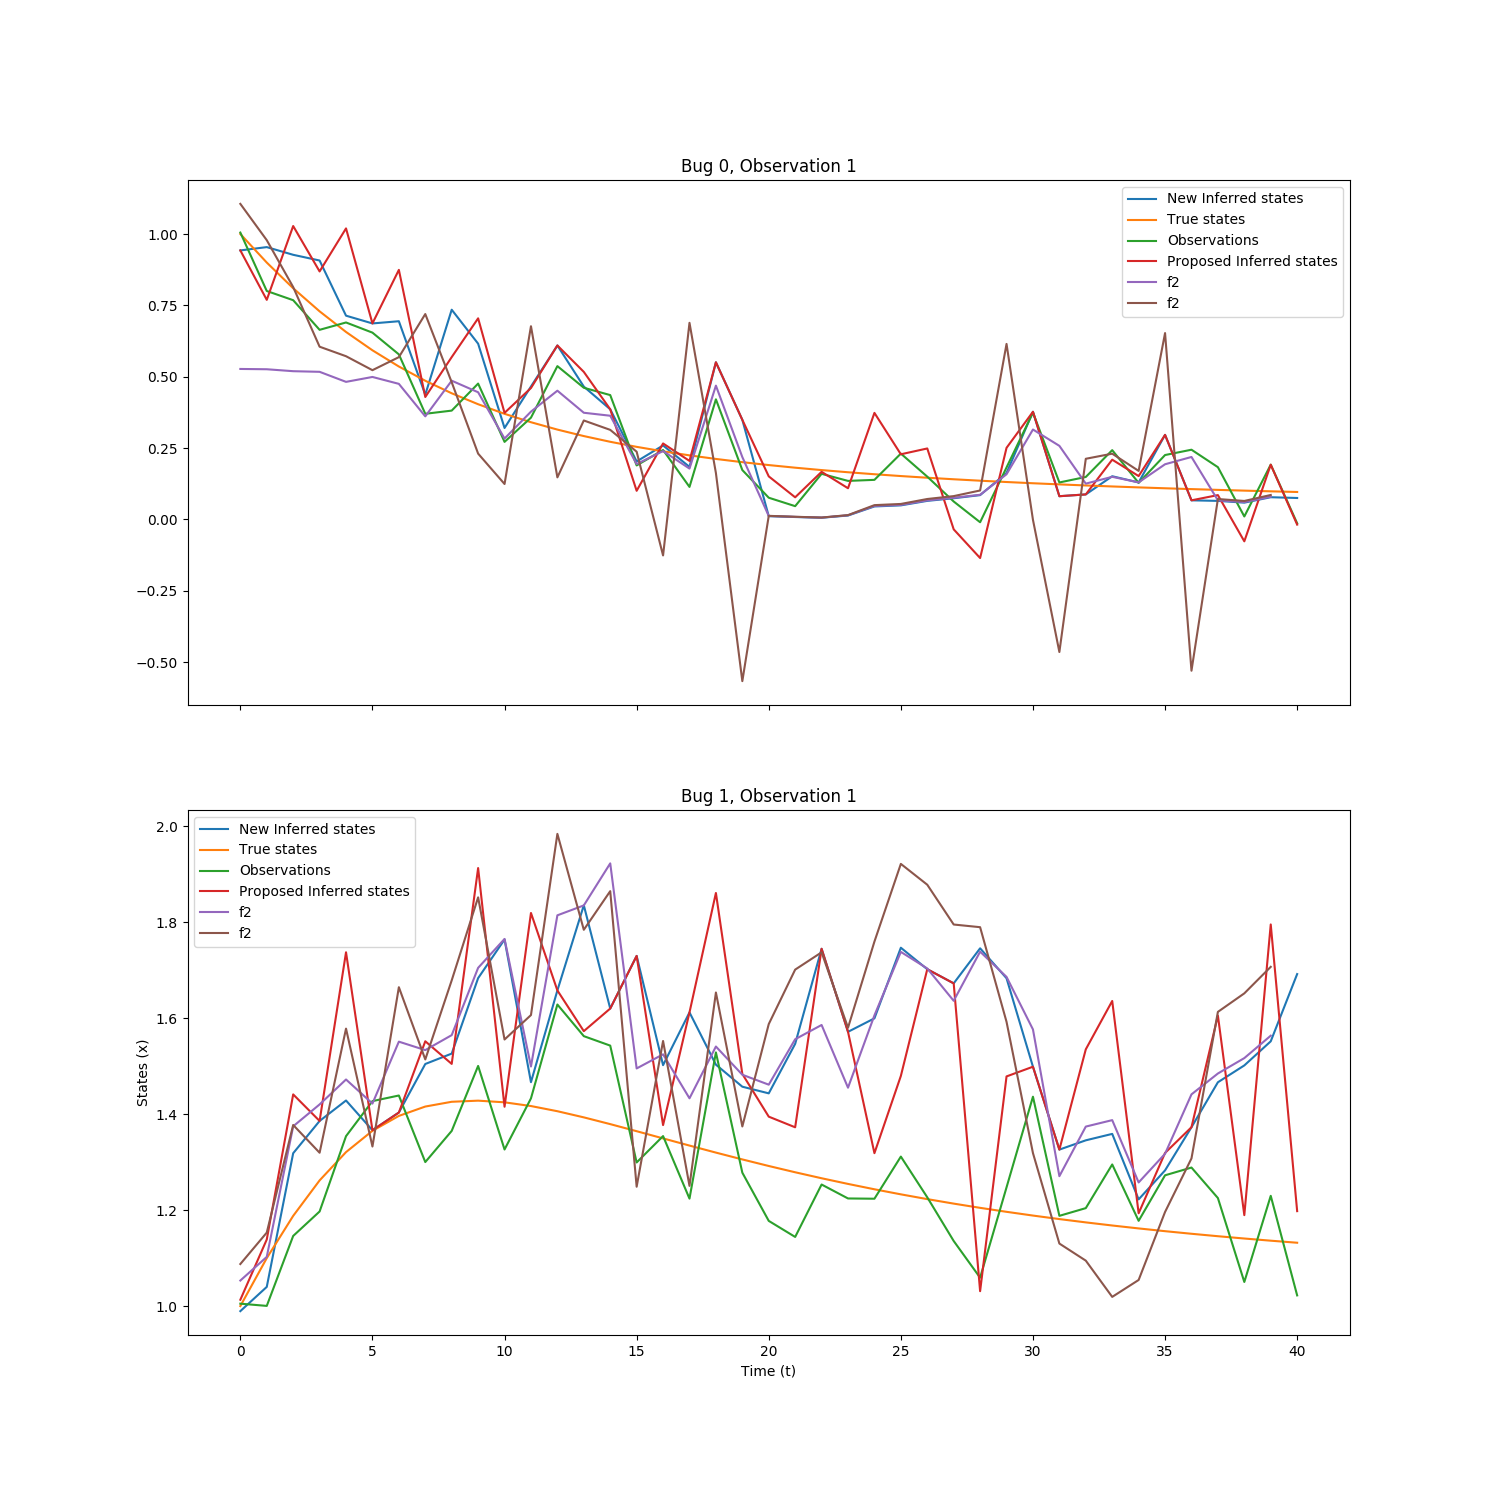 Bug 0, Observation 1
New Inferred states
True states
Observations
Proposed Inferred states
f2
f2
1.00
0.75
0.50
0.25
0.00
−0.25
−0.50
Bug 1, Observation 1
New Inferred states
True states
Observations
Proposed Inferred states
f2
f2
2.0
1.8
1.6
1.4
1.2
1.0
States (x)
0 5 10 15 20 25 30 35 40
Time (t)